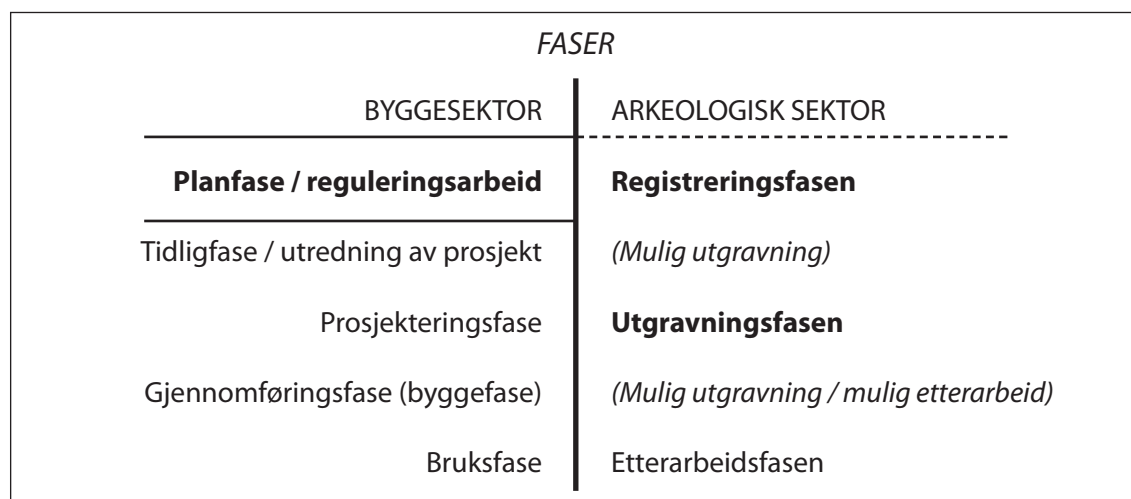 FASER
BYGGESEKTOR ARKEOLOGISK SEKTOR
Planfase / reguleringsarbeid Registreringsfasen
Tidligfase / utredning av prosjekt (Mulig utgravning)
Prosjekteringsfase Utgravningsfasen
Gjennomføringsfase (byggefase) (Mulig utgravning / mulig etterarbeid)
Bruksfase Etterarbeidsfasen